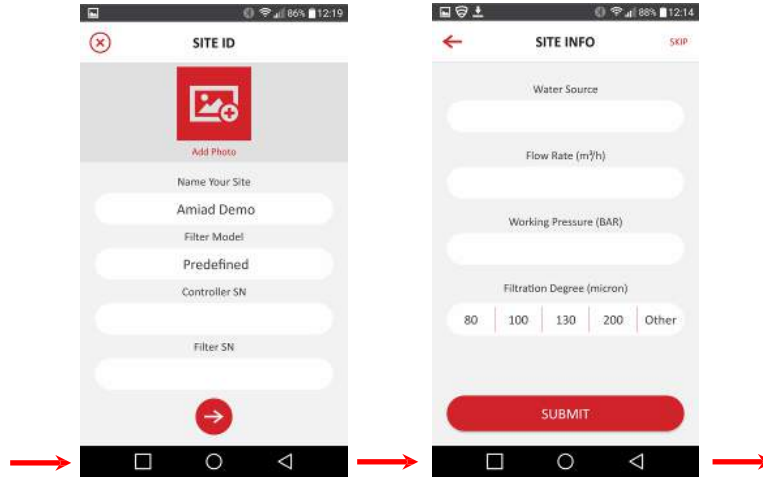 86% 12:19
SITE ID
Add Photo
Name Your Site
Amiad Demo
Filter Model
Predefined
Controller SN
Filter SN
88% 12:14
SITE INFO SKIP
Water Source
Flow Rate (m³/h)
Working Pressure (BAR)
Filtration Degree (micron)
80 100 130 200 Other
SUBMIT